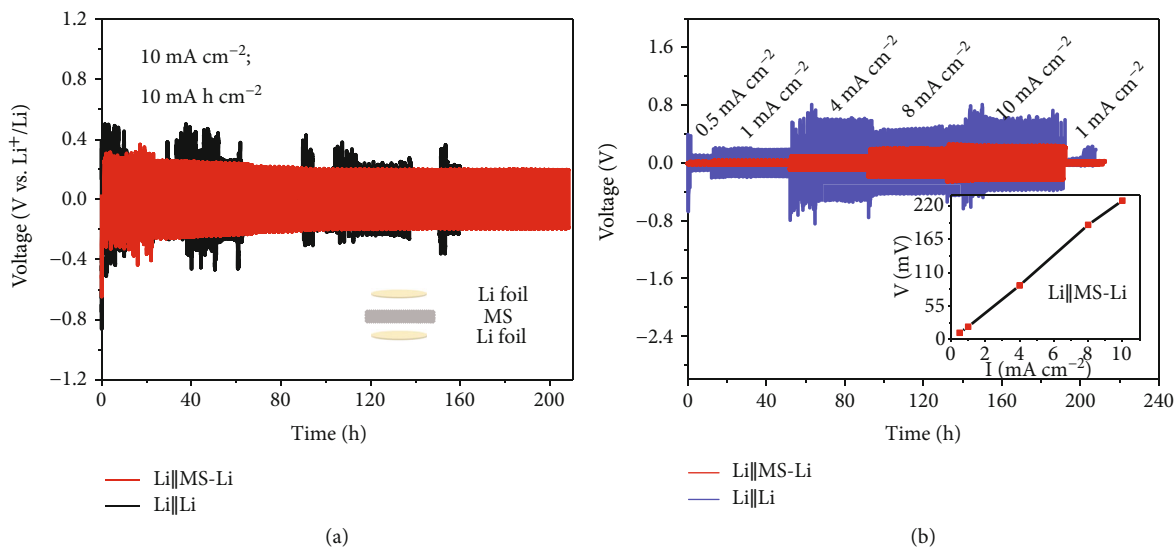 1.2
0.8
0.4
0.0
−0.4
−0.8
−1.2
Voltage (V vs. Li⁺/Li)
10 mA cm⁻²;
10 mA h cm⁻²
Li foil
MS
Li foil
0 40 80 120 160 200
Time (h)
Li||MS-Li
Li||Li
(a)
1.6
0.8
0.0
−0.8
−1.6
−2.4
Voltage (V)
0.5 mA cm⁻²
1 mA cm⁻²
4 mA cm⁻²
8 mA cm⁻²
10 mA cm⁻²
1 mA cm⁻²
220
165
110
55
0
V (mV)
Li||MS-Li
0 2 4 6 8 10
I (mA cm⁻²)
0 40 80 120 160 200 240
Time (h)
Li||MS-Li
Li||Li
(b)